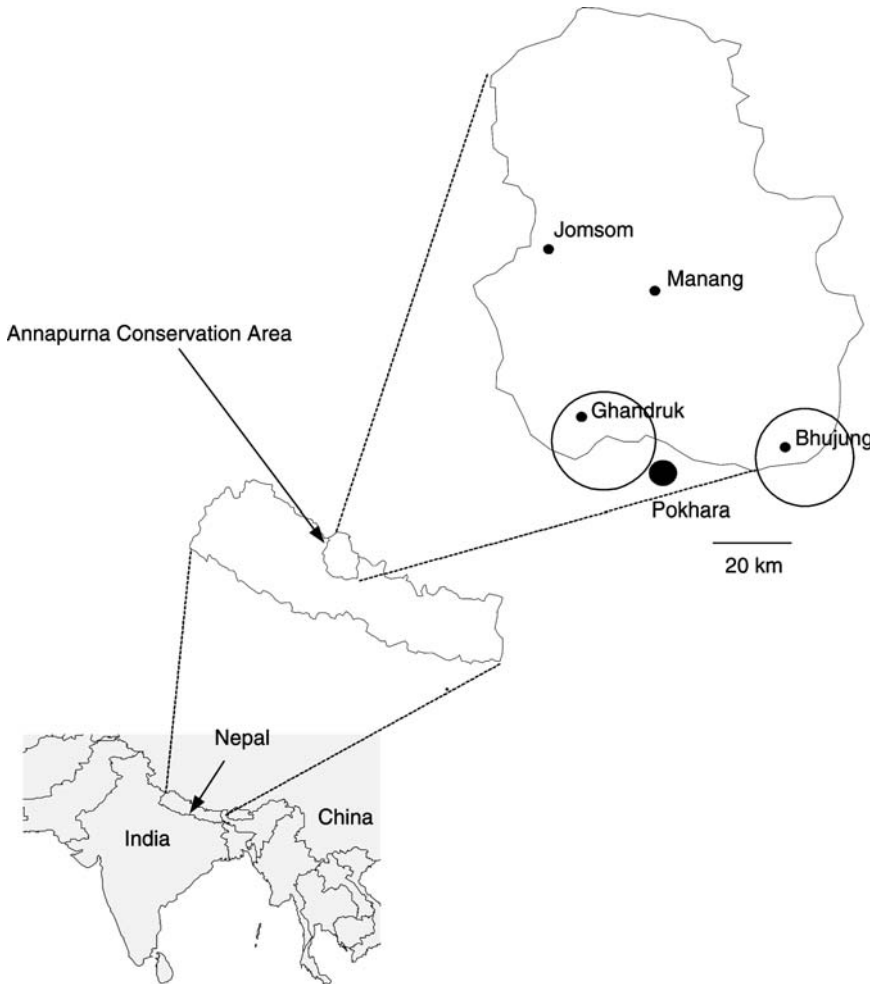 Jomsom
Manang
Annapurna Conservation Area
Ghandruk
Bhujung
Pokhara
20 km
Nepal
China
India